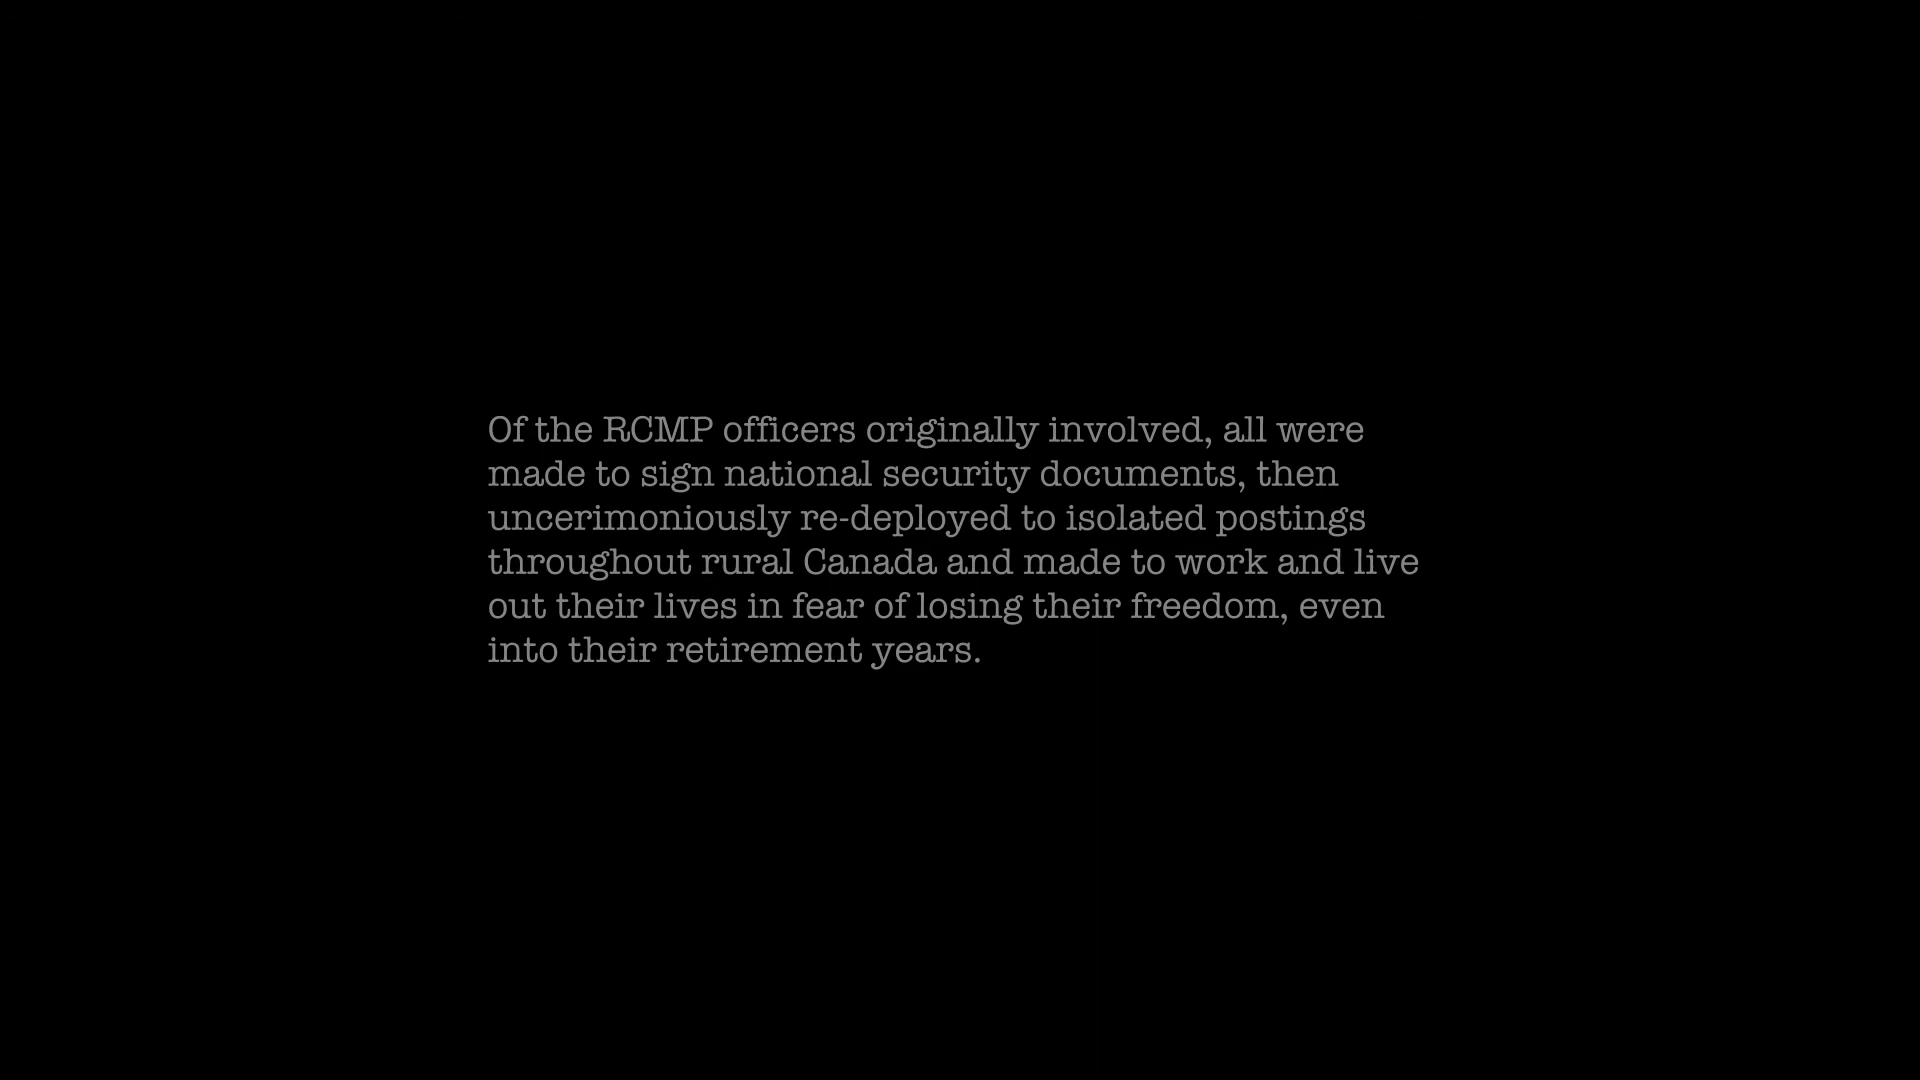 Of the RCMP officers originally involved, all were
made to sign national security documents, then
uncerimoniously re-deployed to isolated postings
throughout rural Canada and made to work and live
out their lives in fear of losing their freedom, even
into their retirement years.